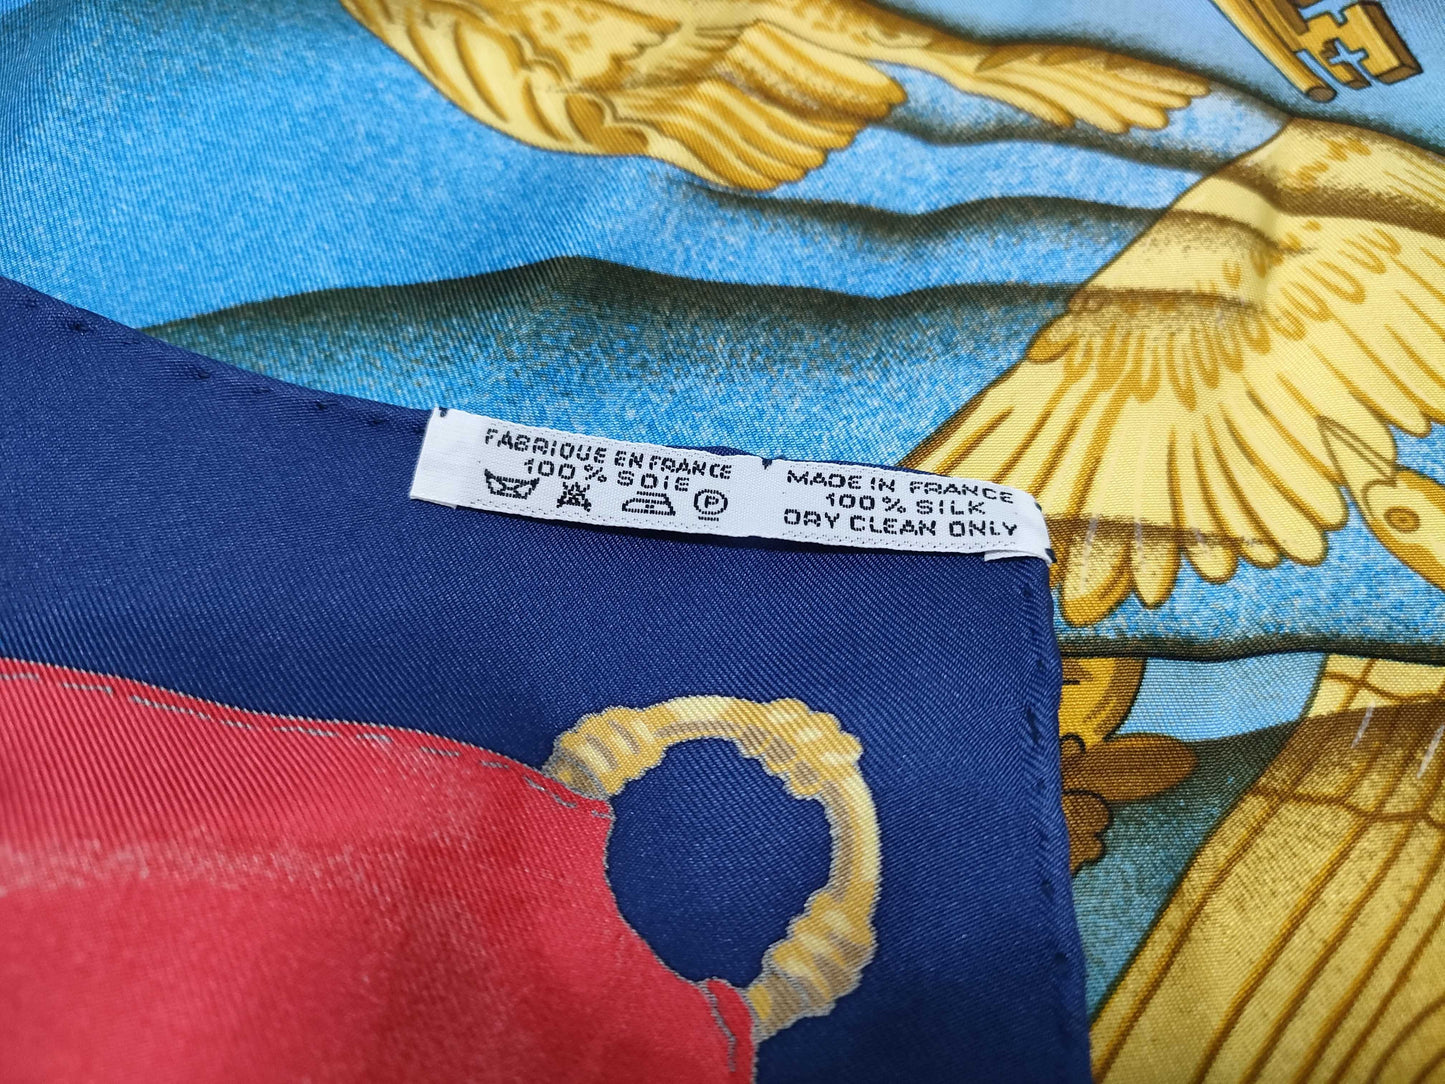 FABRIQUE EN FRANCE
100% SOIE
P
MADE IN FRANCE
100% SILK
DRY CLEAN ONLY